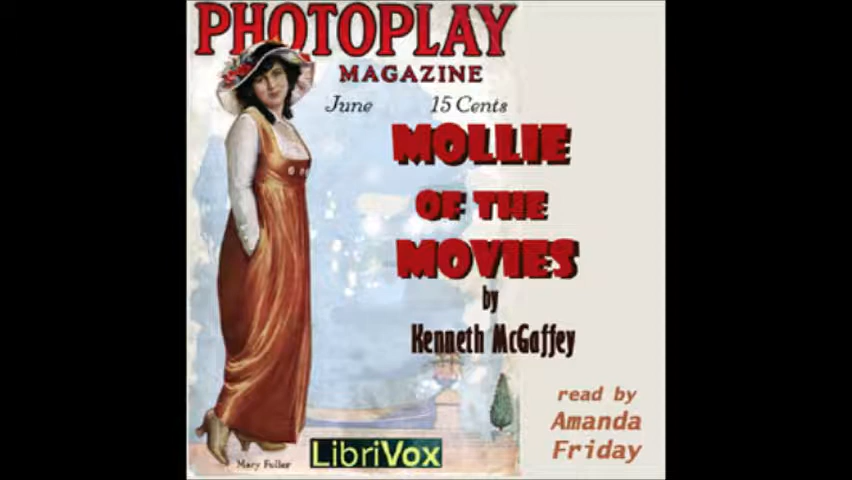 PHOTOPLAY
MAGAZINE
June 15 Cents
MOLLIE
OF THE
MOVIES
by
Kenneth McGaffey
read by
Amanda
Friday
Mary Fuller
LibriVox